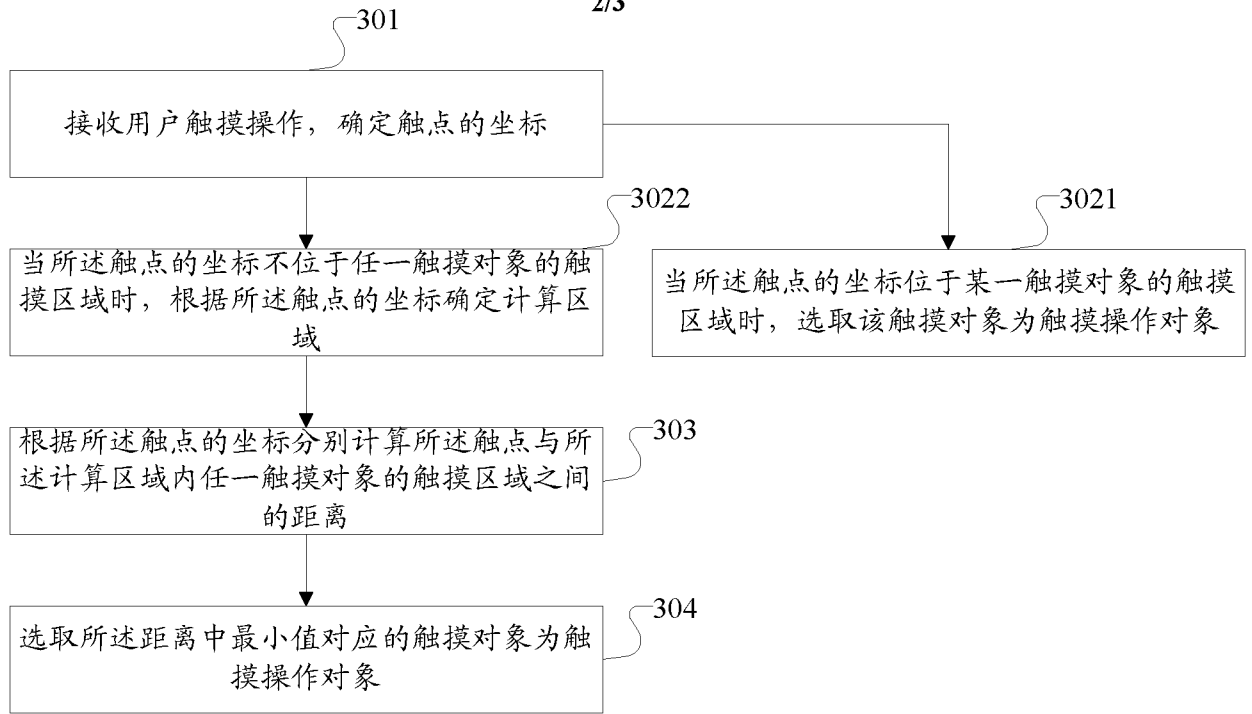 2/3
301
接收用户触摸操作，确定触点的坐标
3022
当所述触点的坐标不位于任一触摸对象的触
摸区域时，根据所述触点的坐标确定计算区
域
3021
当所述触点的坐标位于某一触摸对象的触摸
区域时，选取该触摸对象为触摸操作对象
303
根据所述触点的坐标分别计算所述触点与所
述计算区域内任一触摸对象的触摸区域之间
的距离
304
选取所述距离中最小值对应的触摸对象为触
摸操作对象